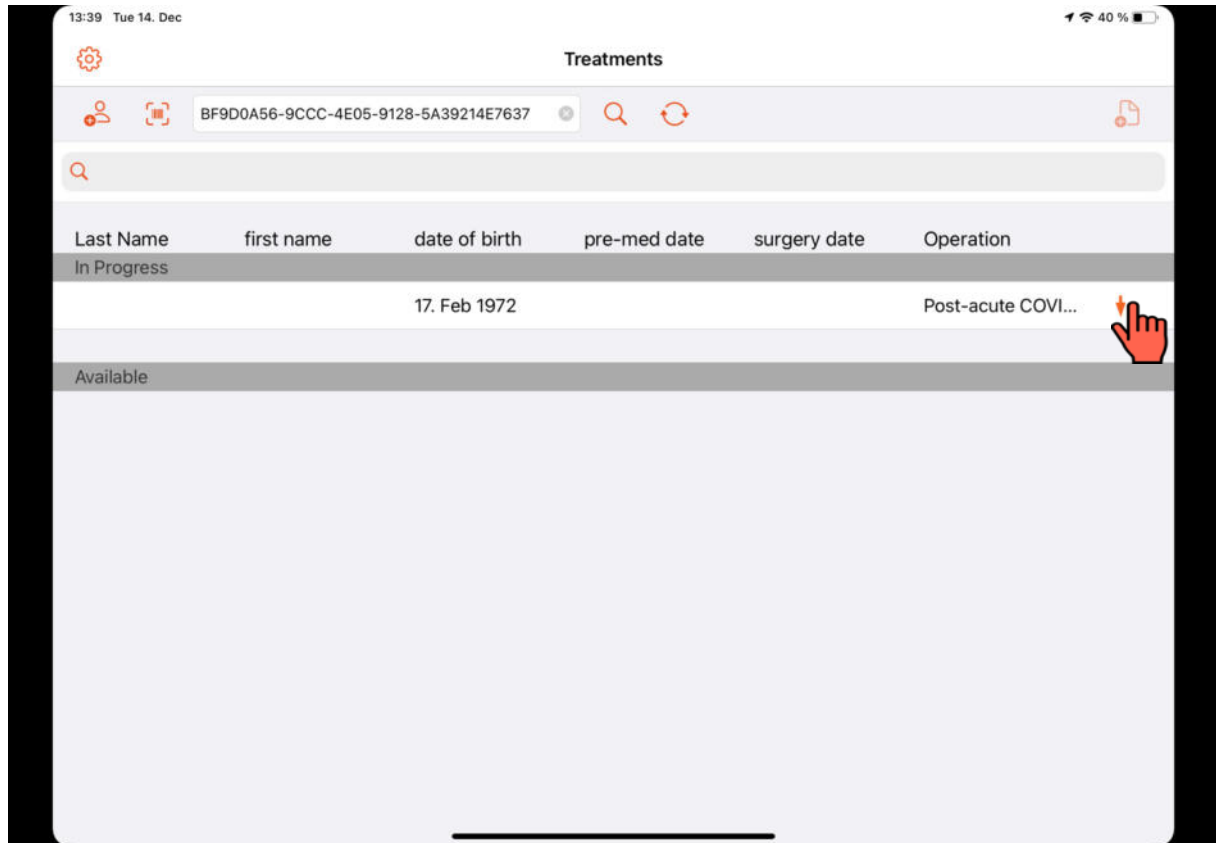 13:39 Tue 14. Dec 40 %
Treatments
BF9D0A56-9CCC-4E05-9128-5A39214E7637
Last Name first name date of birth pre-med date surgery date Operation
In Progress
17. Feb 1972 Post-acute COVI...
Available